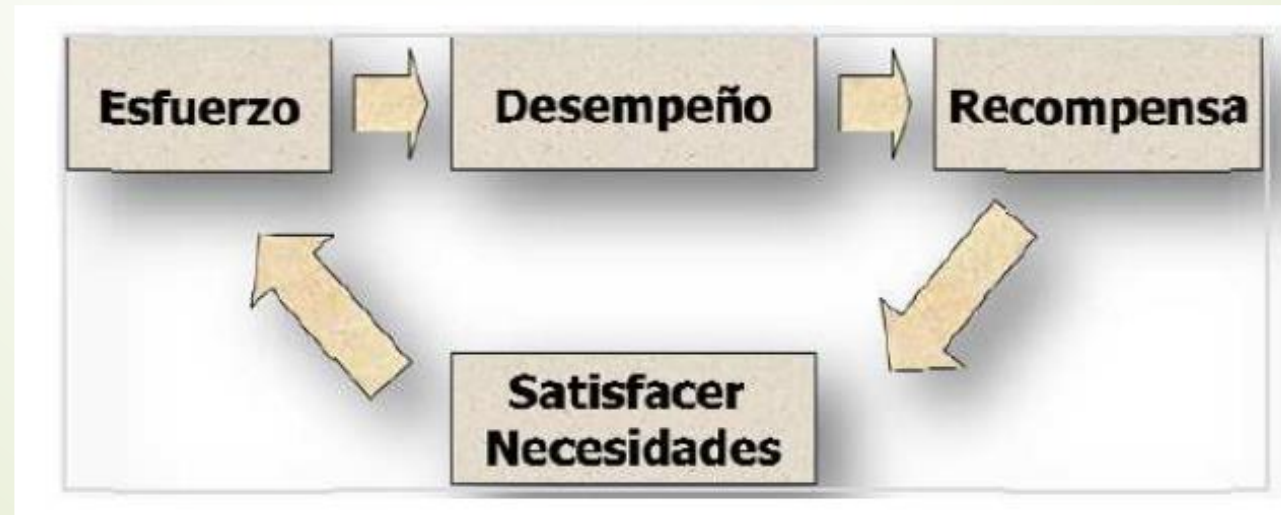 Esfuerzo
Desempeño
Recompensa
Satisfacer
Necesidades